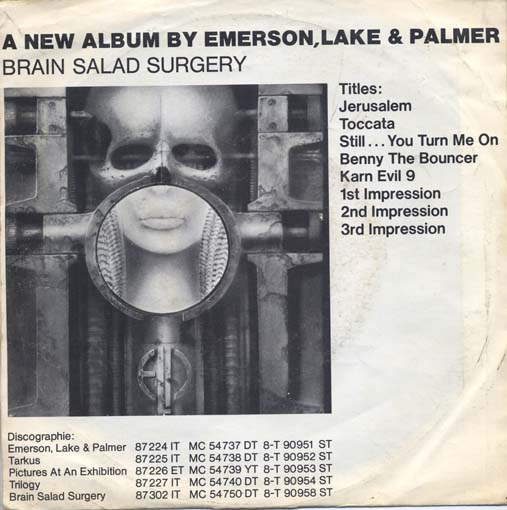 A NEW ALBUM BY EMERSON, LAKE & PALMER
BRAIN SALAD SURGERY
Titles:
Jerusalem
Toccata
Still...You Turn Me On
Benny The Bouncer
Karn Evil 9
1st Impression
2nd Impression
3rd Impression
Discographie:
Emerson, Lake & Palmer 87224 IT MC 54737 DT 8-T 90951 ST
Tarkus 87225 IT MC 54738 DT 8-T 90952 ST
Pictures At An Exhibition 87226 ET MC 54739 YT 8-T 90953 ST
Trilogy 87227 IT MC 54740 DT 8-T 90954 ST
Brain Salad Surgery 87302 IT MC 54750 DT 8-T 90958 ST